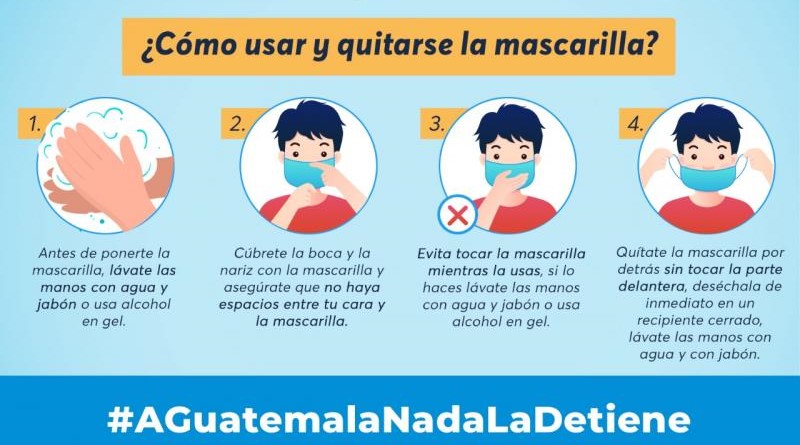 ¿Cómo usar y quitarse la mascarilla?
1.
Antes de ponerte la
mascarilla, lávate las
manos con agua y
jabón o usa alcohol
en gel.
2.
Cúbrete la boca y la
nariz con la mascarilla y
asegúrate que no haya
espacios entre tu cara y
la mascarilla.
3.
Evita tocar la mascarilla
mientras la usas, si lo
haces lávate las manos
con agua y jabón o usa
alcohol en gel.
4.
Quítate la mascarilla por
detrás sin tocar la parte
delantera, deséchala de
inmediato en un
recipiente cerrado,
lávate las manos con
agua y con jabón.
#AGuatemalaNadaLaDetiene